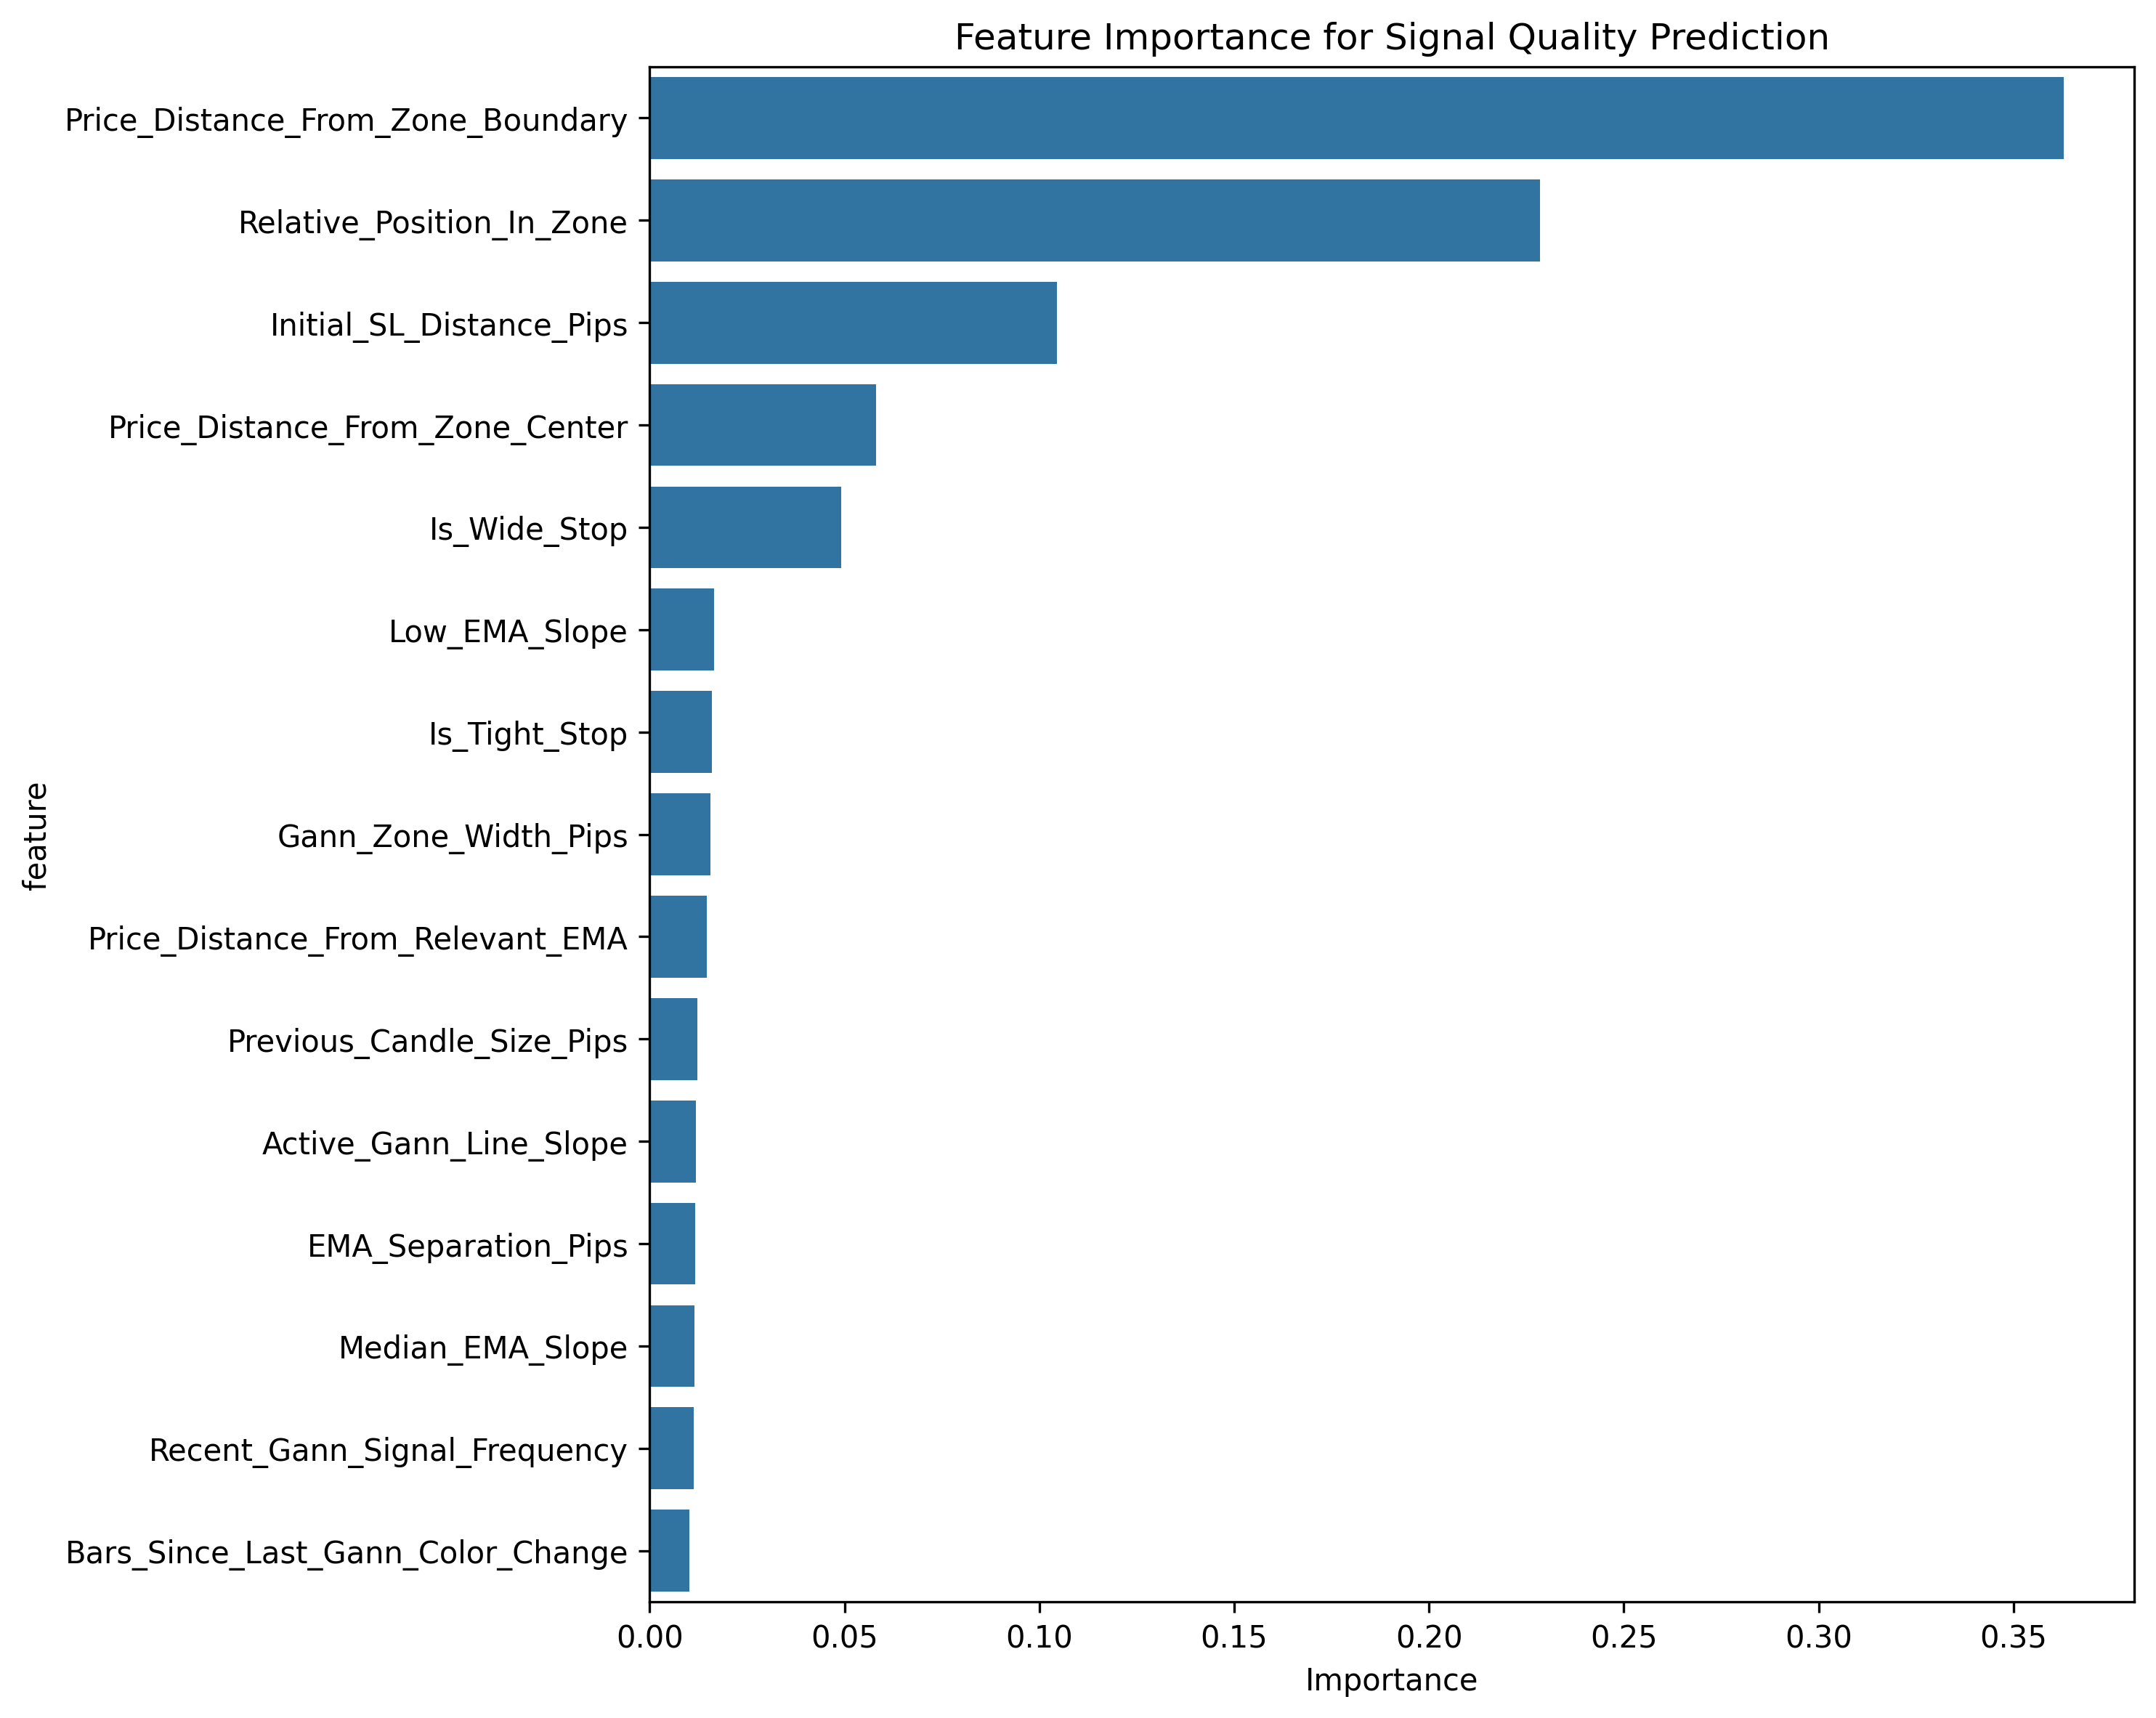 Feature Importance for Signal Quality Prediction
Price_Distance_From_Zone_Boundary
Relative_Position_In_Zone
Initial_SL_Distance_Pips
Price_Distance_From_Zone_Center
Is_Wide_Stop
Low_EMA_Slope
Is_Tight_Stop
Gann_Zone_Width_Pips
Price_Distance_From_Relevant_EMA
Previous_Candle_Size_Pips
Active_Gann_Line_Slope
EMA_Separation_Pips
Median_EMA_Slope
Recent_Gann_Signal_Frequency
Bars_Since_Last_Gann_Color_Change
feature
0.00 0.05 0.10 0.15 0.20 0.25 0.30 0.35
Importance